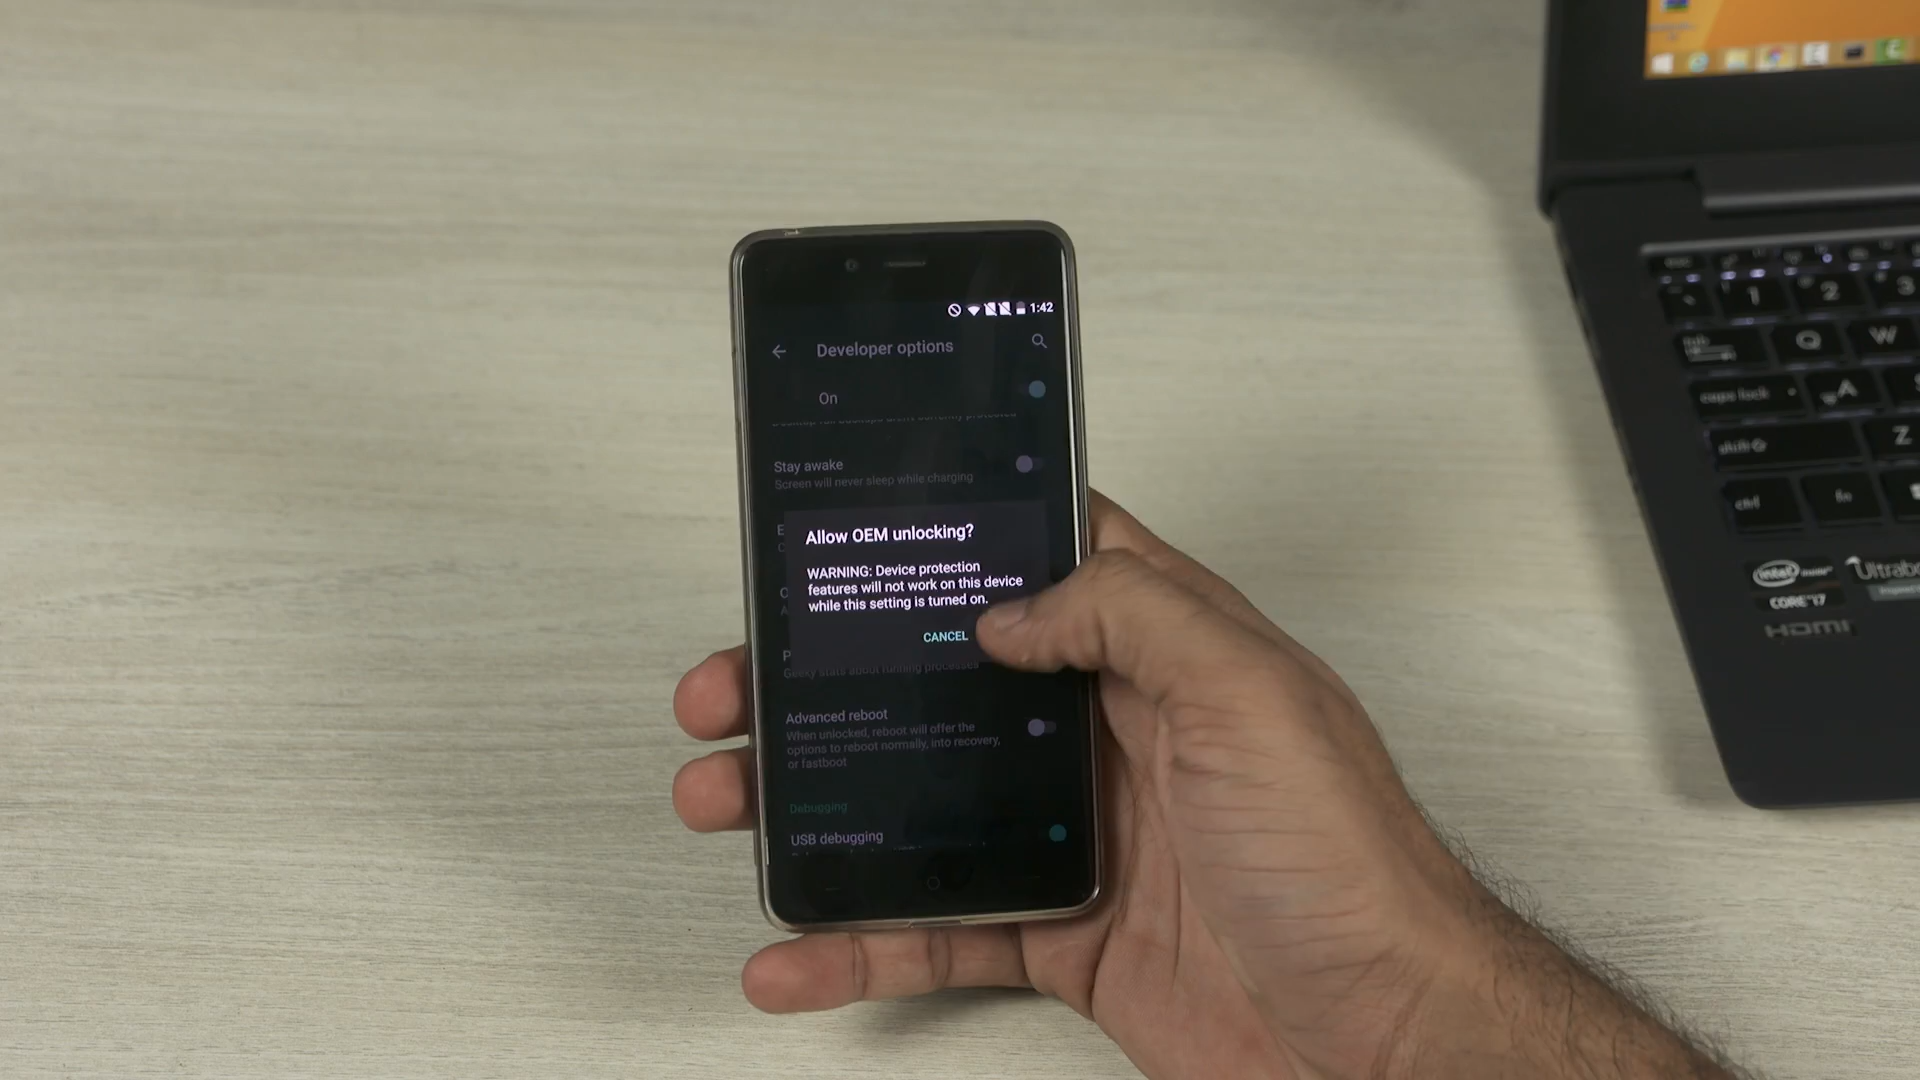 1:42
Developer options
On
Stay awake
Screen will never sleep while charging
Allow OEM unlocking?
WARNING: Device protection
features will not work on this device
while this setting is turned on.
CANCEL
Geeky stats about running processes
Advanced reboot
When unlocked, reboot will offer the
options to reboot normally, into recovery,
or fastboot
Debugging
USB debugging
1 2 3
tab Q W
caps lock A
shift Z
ctrl fn
intel inside
CORE i7
HDMI